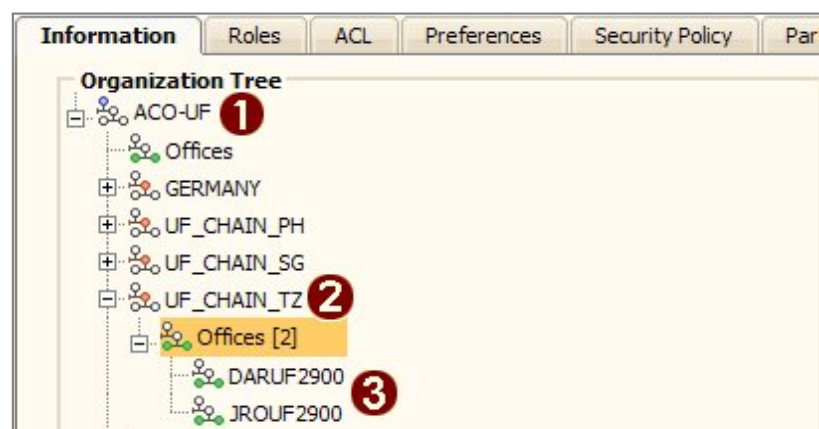 Information Roles ACL Preferences Security Policy Par
Organization Tree
ACO-UF 1
Offices
GERMANY
UF_CHAIN_PH
UF_CHAIN_SG
UF_CHAIN_TZ 2
Offices [2]
DARUF2900
3
JROUF2900